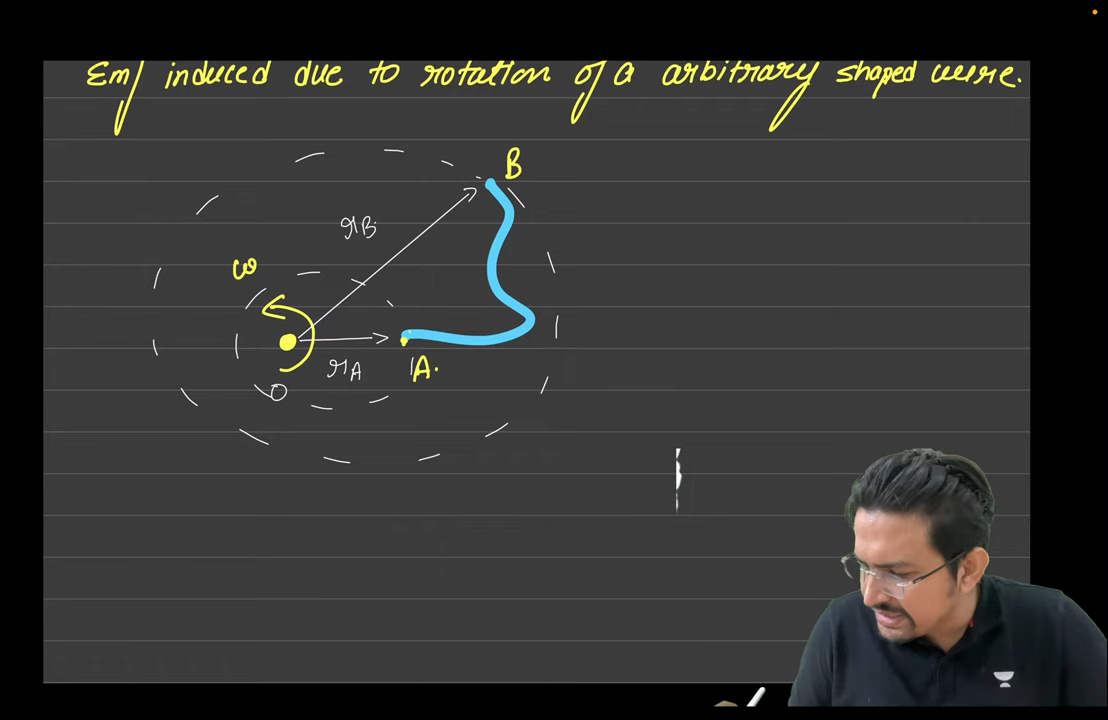 Emf induced due to rotation of a arbitrary shaped wire.
B
rB
ω
rA
A.
O